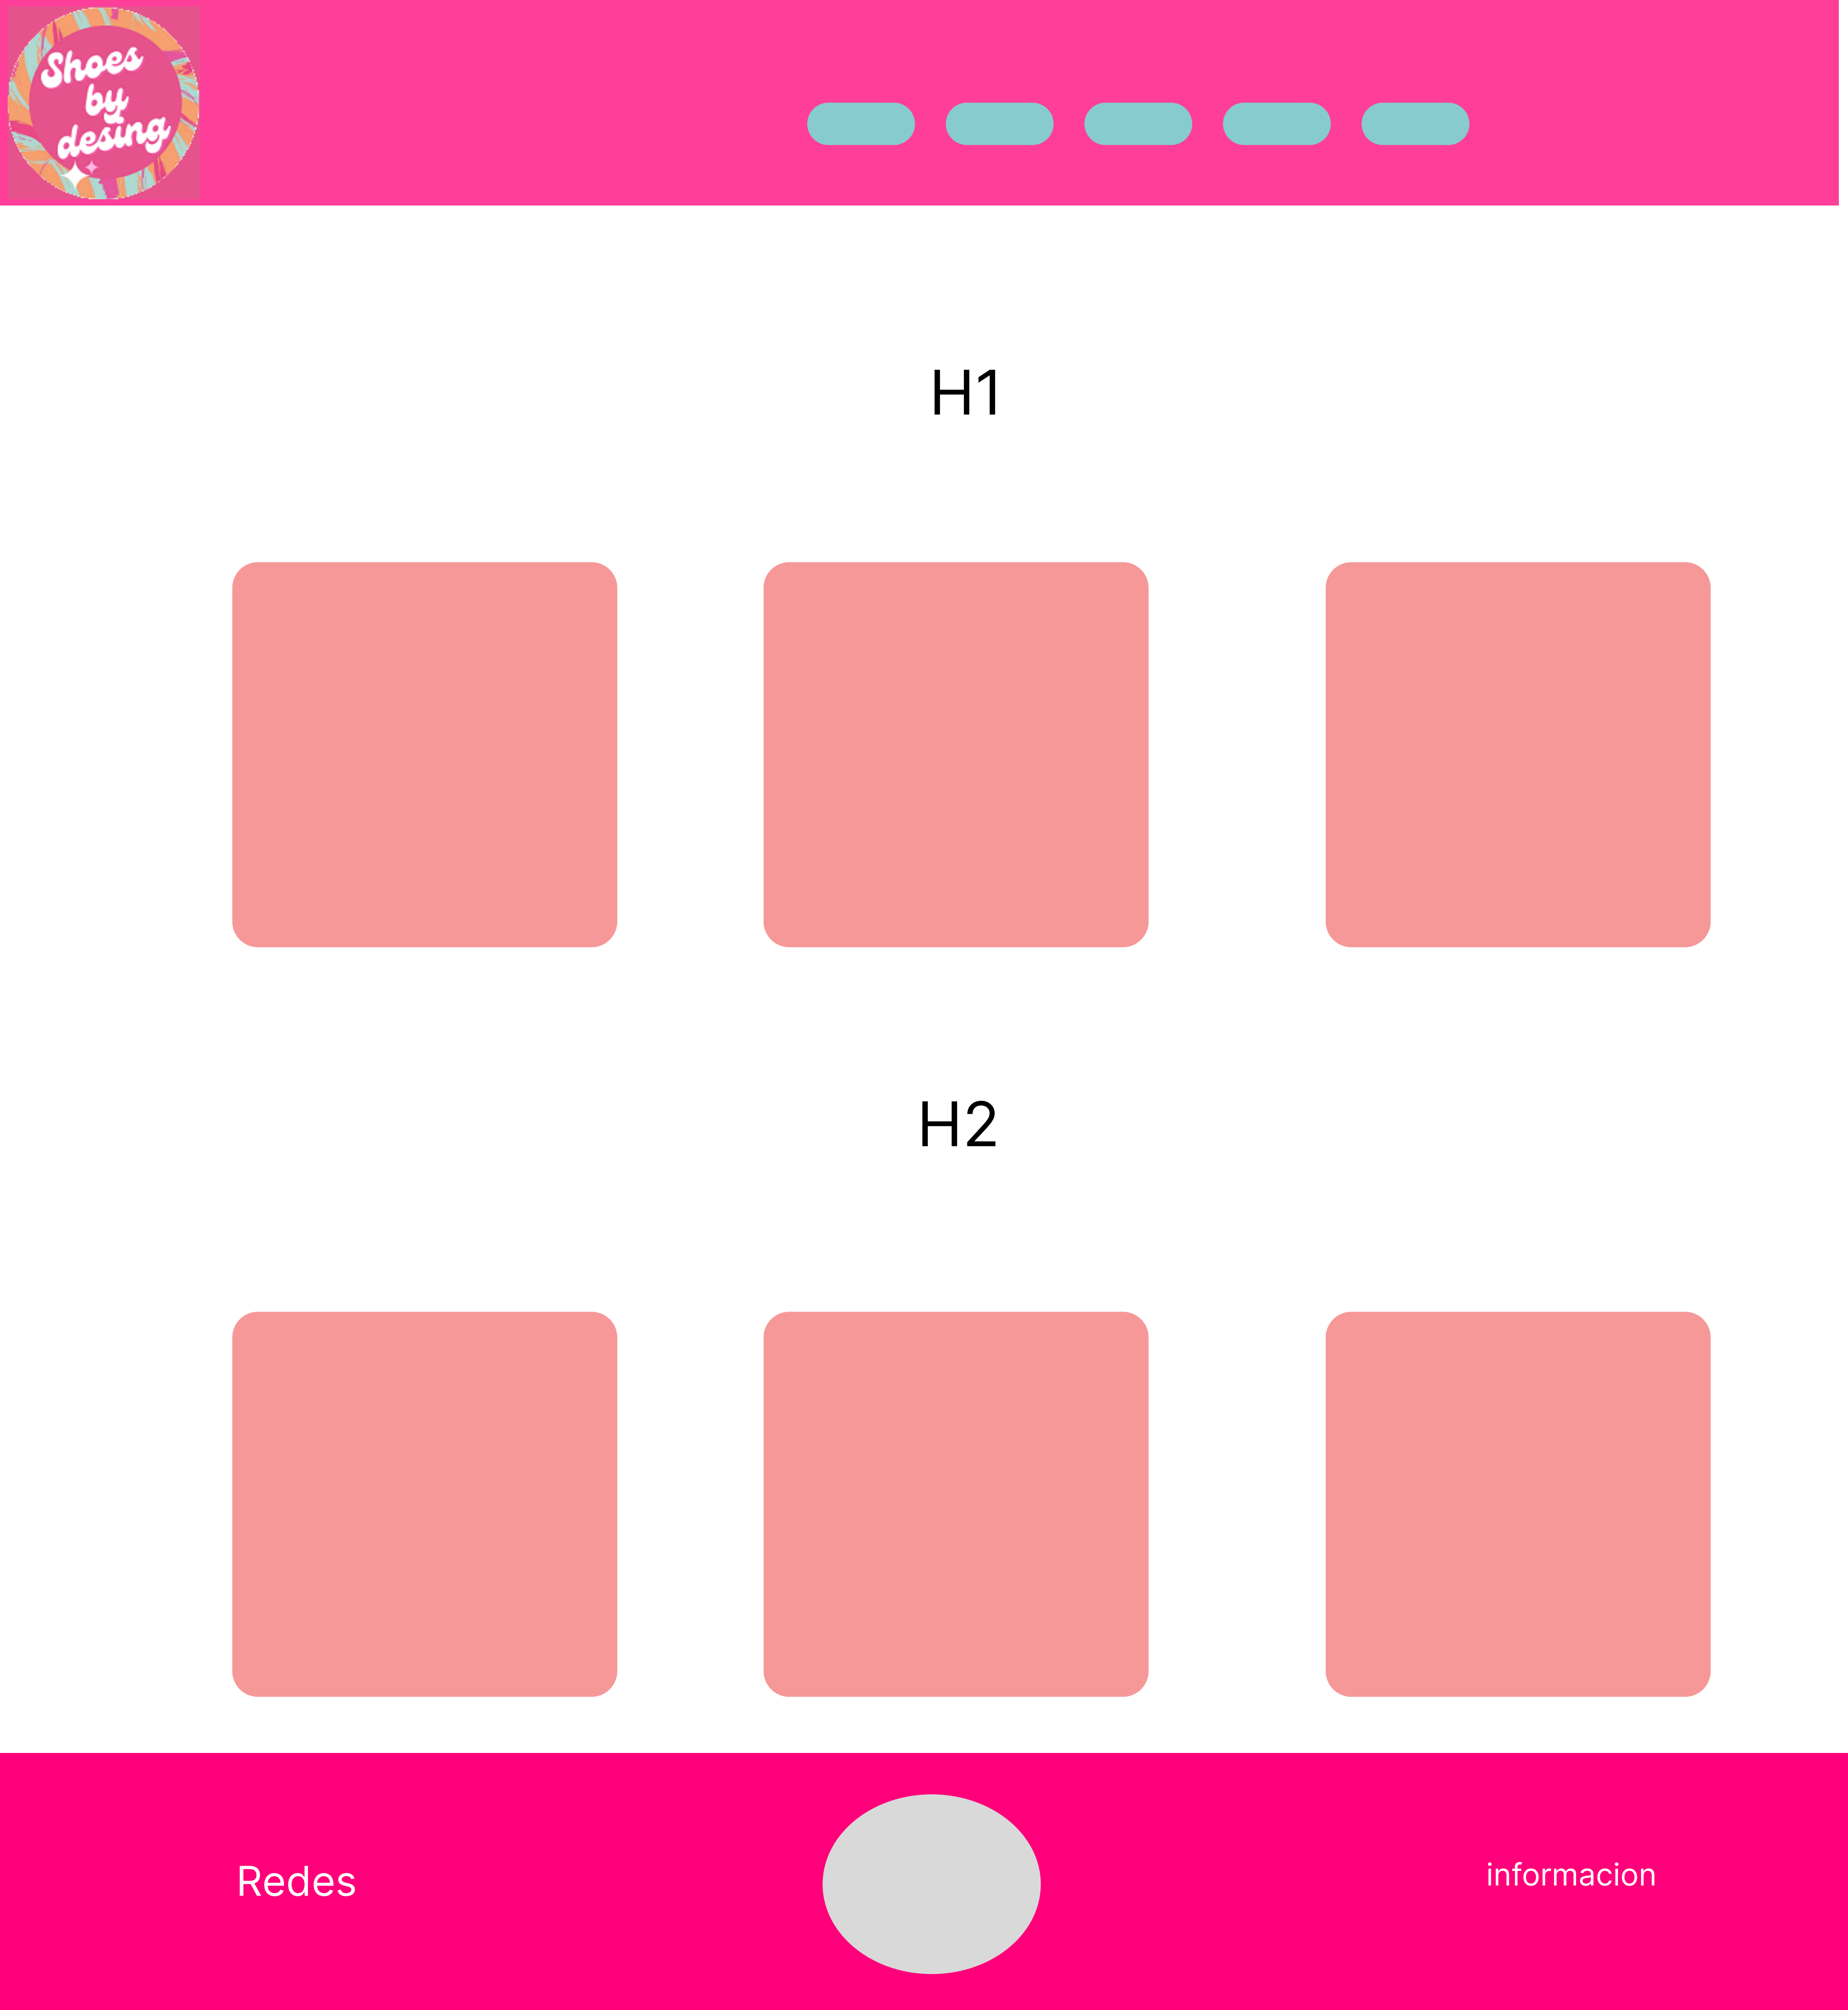 Shoes
by
desing
H1
H2
Redes
informacion